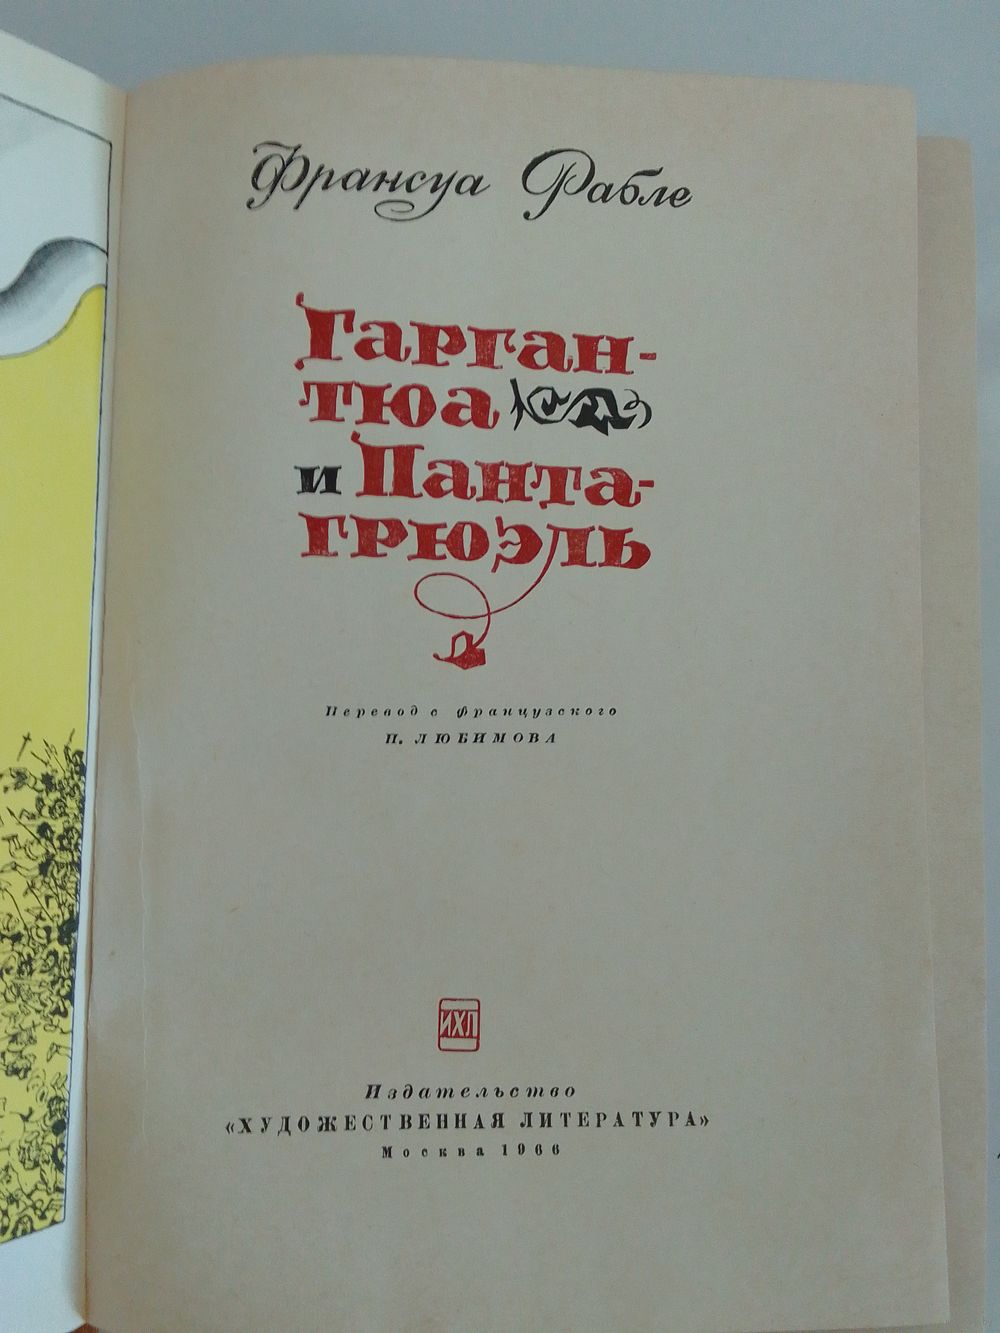 Франсуа Рабле
Гарган-
тюа
и Панта-
грюэль
Перевод с французского
Н. ЛЮБИМОВА
ИХЛ
Издательство
«ХУДОЖЕСТВЕННАЯ ЛИТЕРАТУРА»
Москва 1966